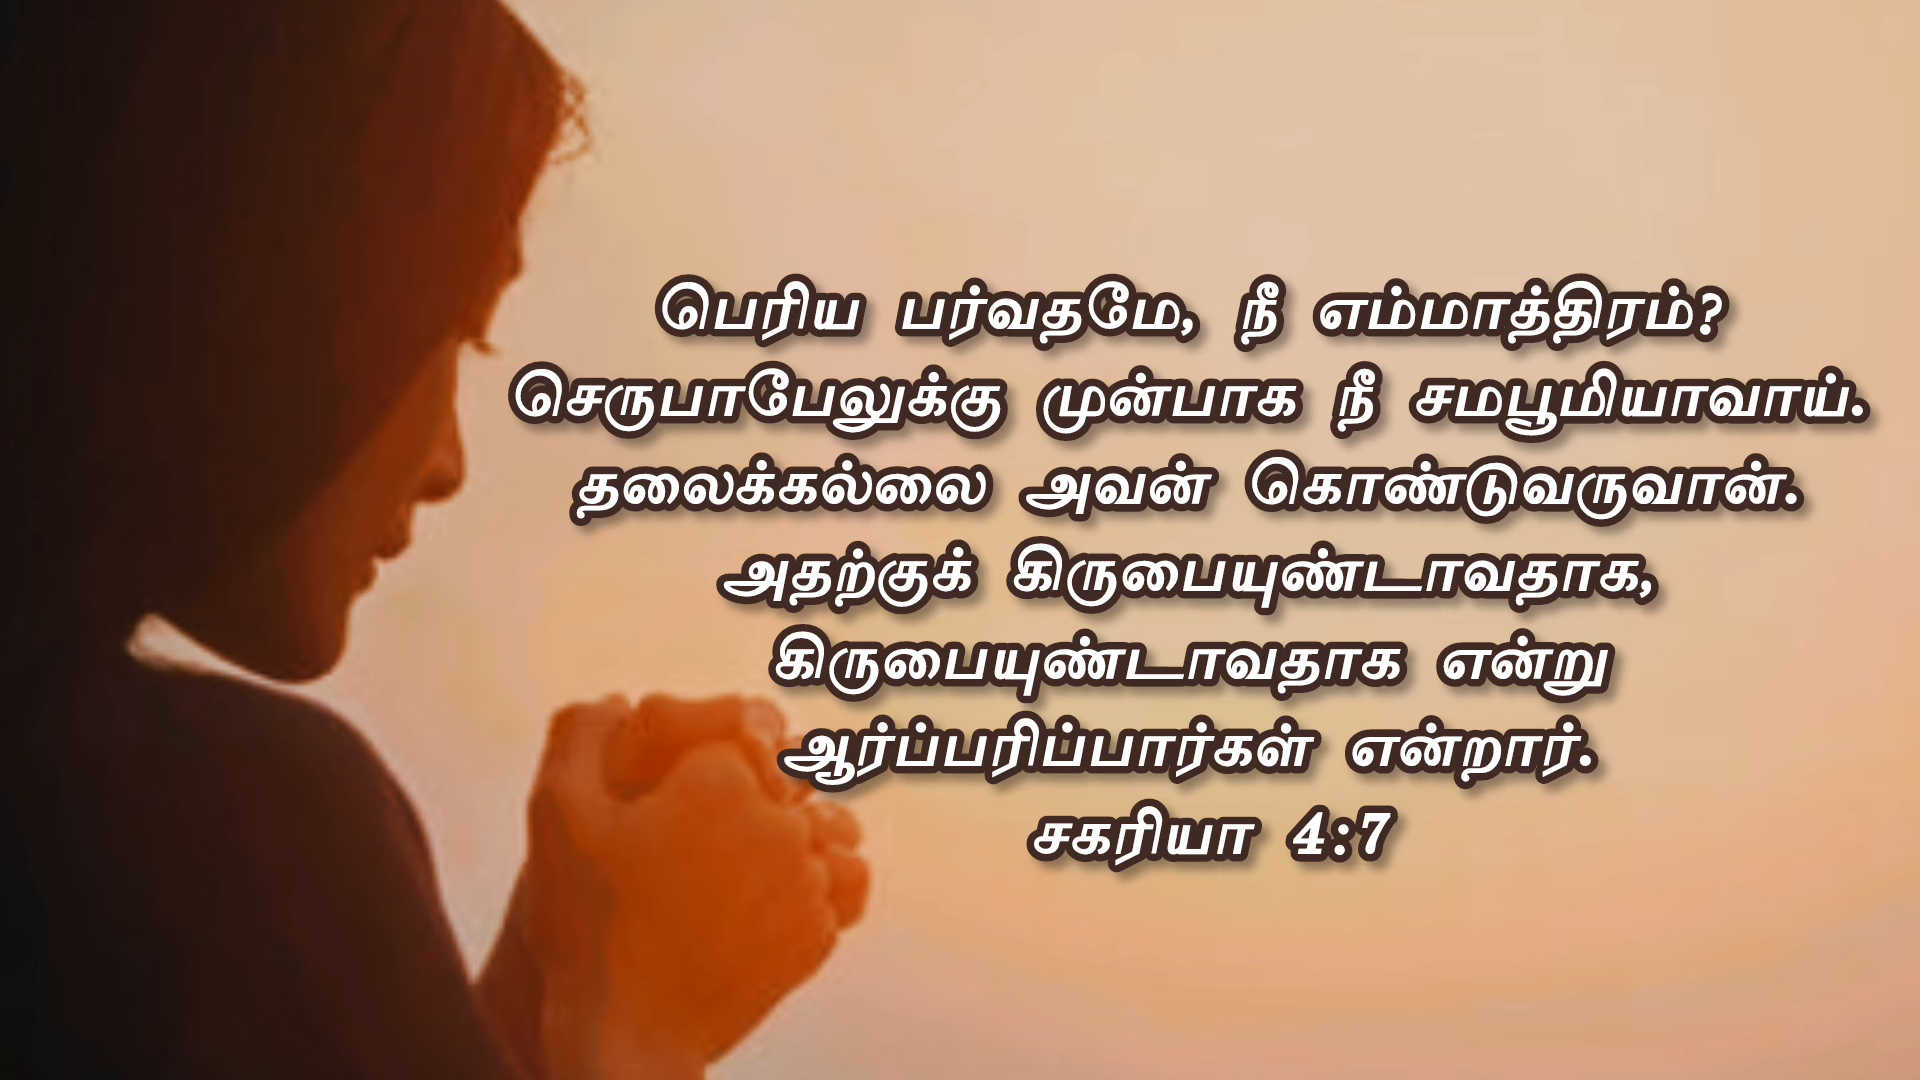 பெரிய பர்வதமே, நீ எம்மாத்திரம்?
செருபாபேலுக்கு முன்பாக நீ சமபூமியாவாய்.
தலைக்கல்லை அவன் கொண்டுவருவான்.
அதற்குக் கிருபையுண்டாவதாக,
கிருபையுண்டாவதாக என்று
ஆர்ப்பரிப்பார்கள் என்றார்.
சகரியா 4:7